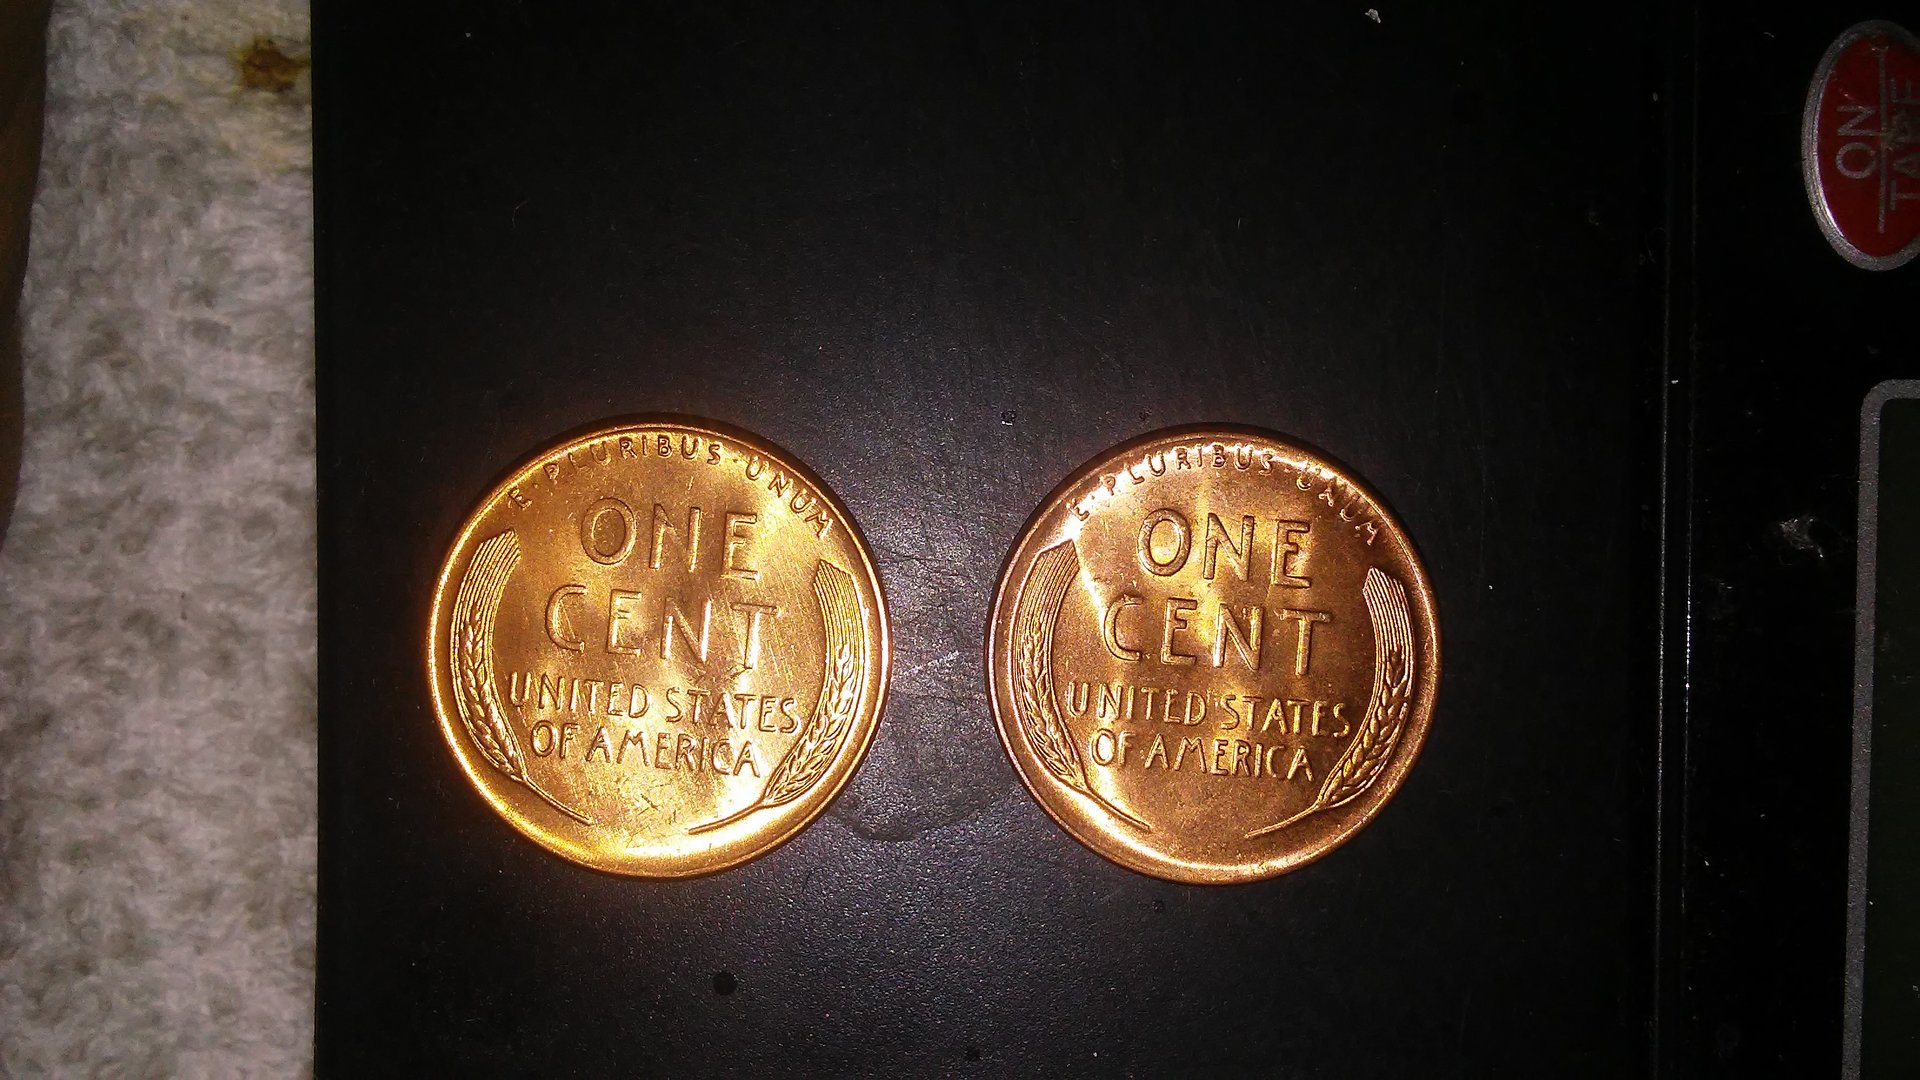 E·PLURIBUS·UNUM
ONE
CENT
UNITED STATES
OF AMERICA
E·PLURIBUS·UNUM
ONE
CENT
UNITED STATES
OF AMERICA
ON
TARE